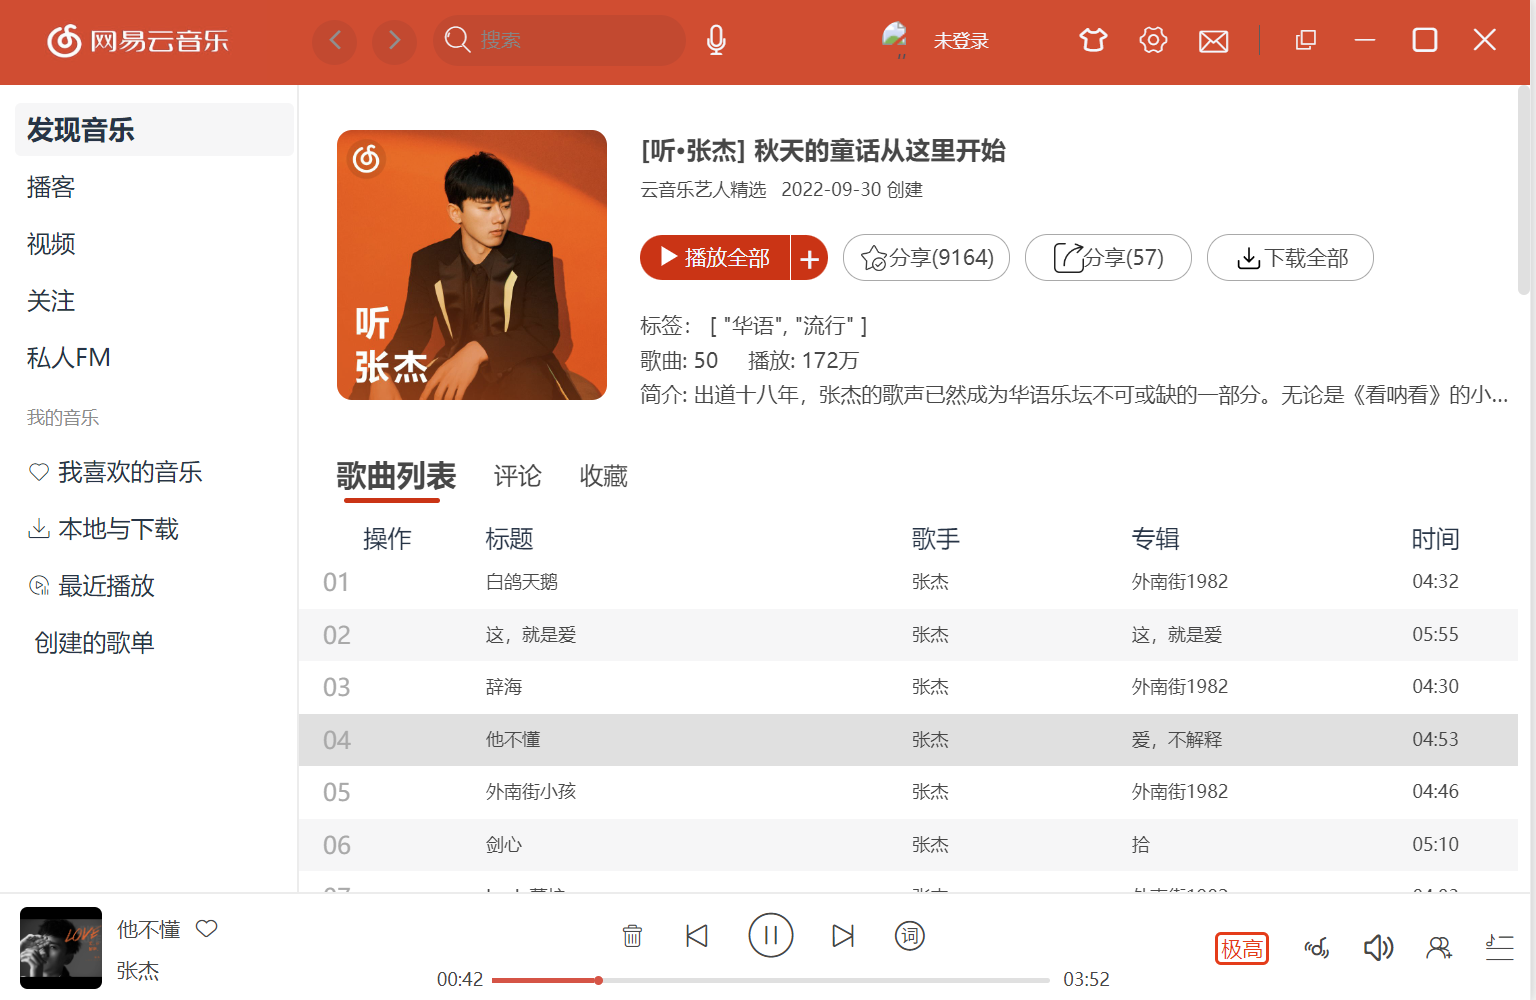 网易云音乐
搜索
未登录
发现音乐
播客
视频
关注
私人FM
我的音乐
我喜欢的音乐
本地与下载
最近播放
创建的歌单
听
张杰
[听•张杰] 秋天的童话从这里开始
云音乐艺人精选 2022-09-30 创建
播放全部
分享(9164)
分享(57)
下载全部
标签： [ "华语", "流行" ]
歌曲: 50 播放: 172万
简介: 出道十八年，张杰的歌声已然成为华语乐坛不可或缺的一部分。无论是《看呐看》的小...
歌曲列表 评论 收藏
操作 标题 歌手 专辑 时间
01 白鸽天鹅 张杰 外南街1982 04:32
02 这，就是爱 张杰 这，就是爱 05:55
03 辞海 张杰 外南街1982 04:30
04 他不懂 张杰 爱，不解释 04:53
05 外南街小孩 张杰 外南街1982 04:46
06 剑心 张杰 拾 05:10
LOVE
他不懂
张杰
词
00:42
03:52
极高